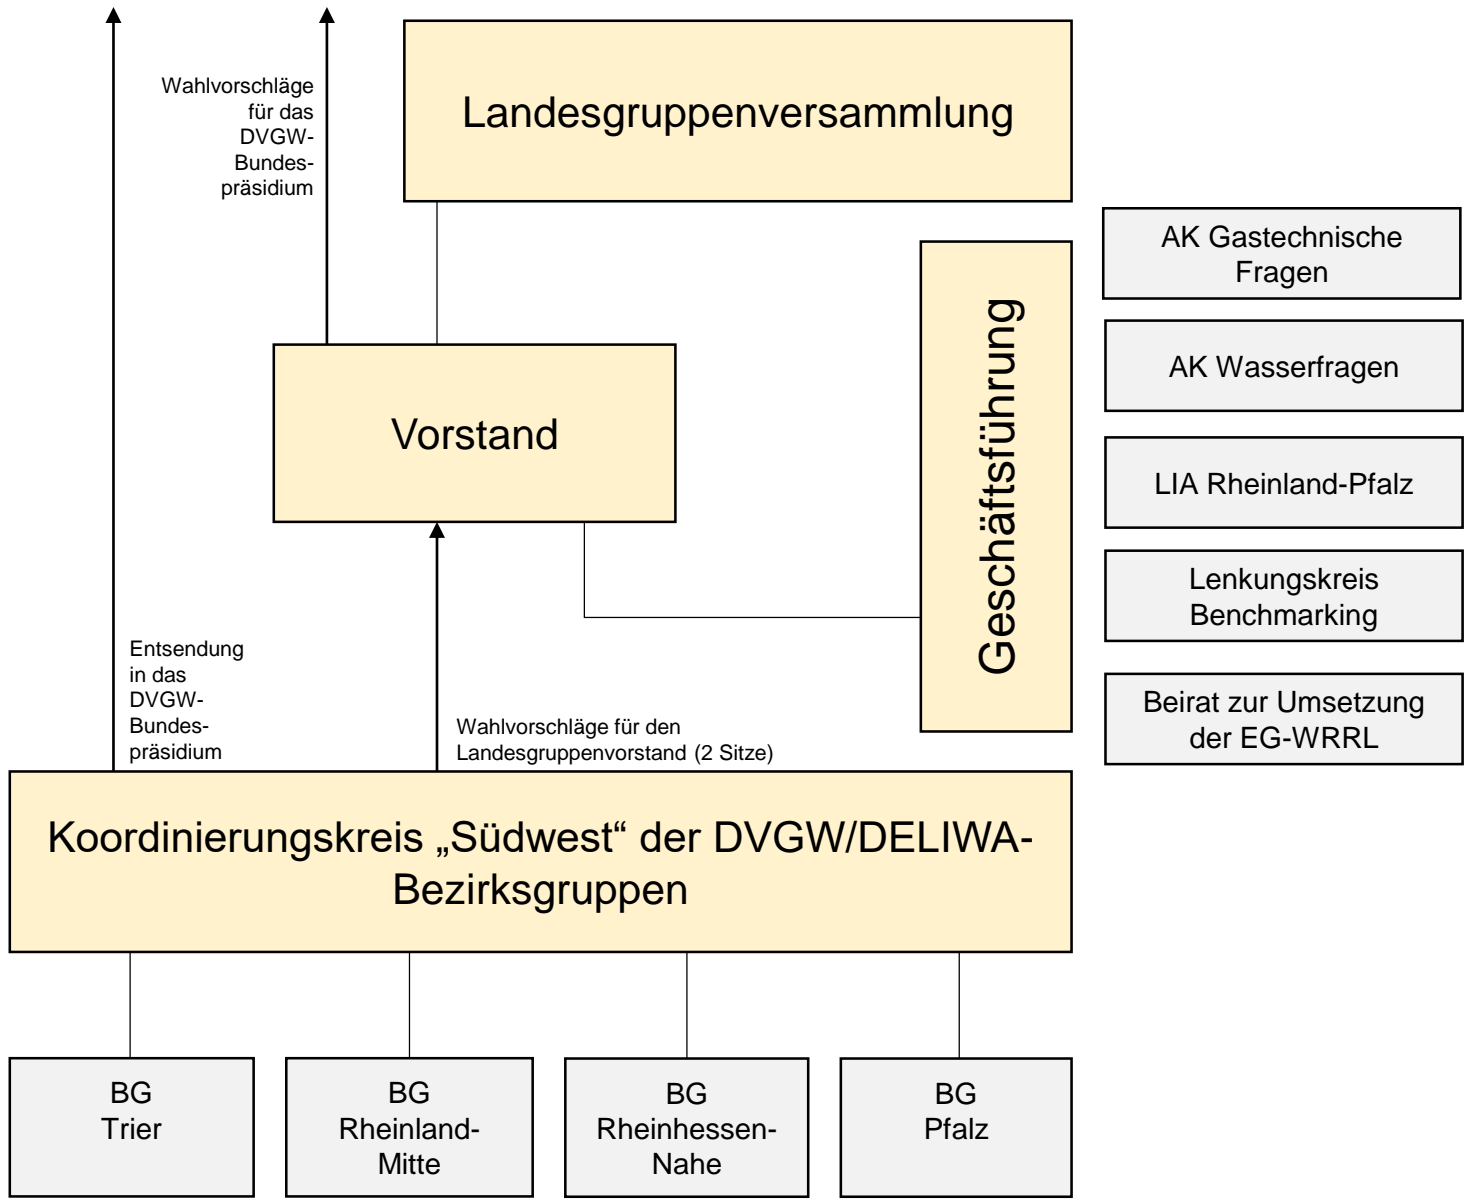 Wahlvorschläge
für das
DVGW-
Bundes-
präsidium
Landesgruppenversammlung
AK Gastechnische
Fragen
AK Wasserfragen
LIA Rheinland-Pfalz
Lenkungskreis
Benchmarking
Beirat zur Umsetzung
der EG-WRRL
Geschäftsführung
Vorstand
Entsendung
in das
DVGW-
Bundes-
präsidium
Wahlvorschläge für den
Landesgruppenvorstand (2 Sitze)
Koordinierungskreis „Südwest“ der DVGW/DELIWA-
Bezirksgruppen
BG
Trier
BG
Rheinland-
Mitte
BG
Rheinhessen-
Nahe
BG
Pfalz